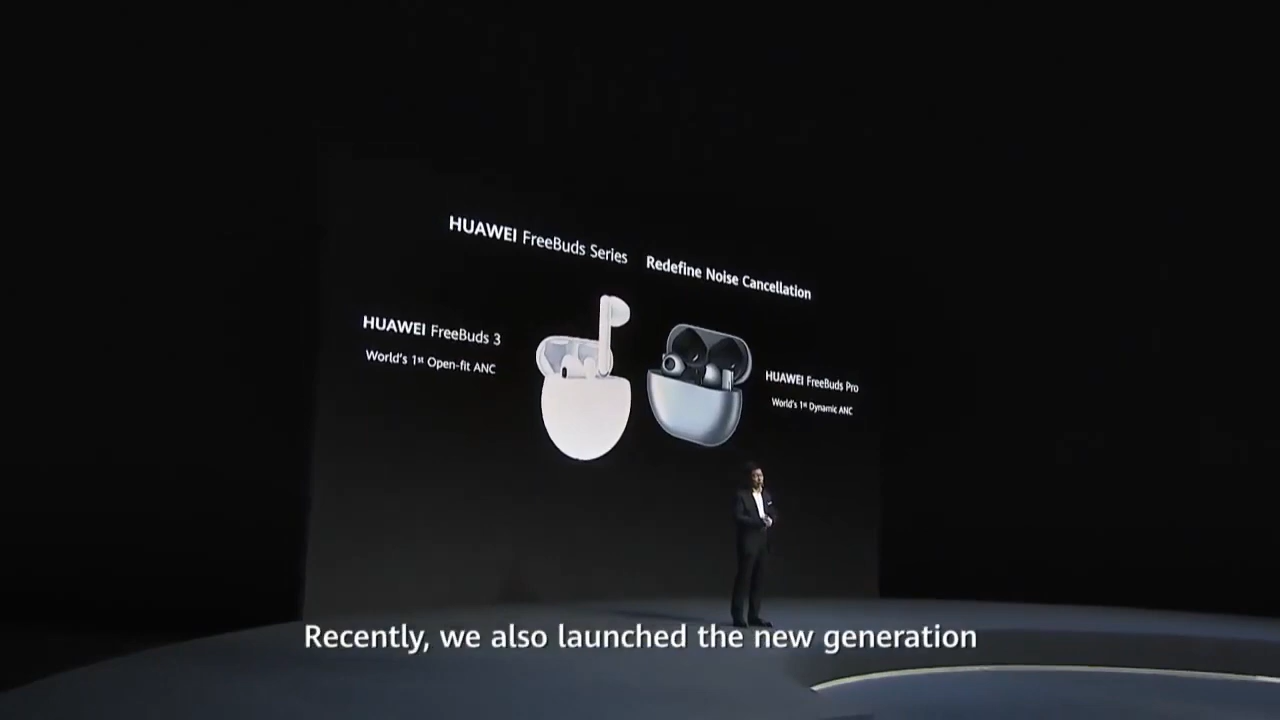 HUAWEI FreeBuds Series
Redefine Noise Cancellation
HUAWEI FreeBuds 3
World's 1st Open-fit ANC
HUAWEI FreeBuds Pro
World's 1st Dynamic ANC
Recently, we also launched the new generation